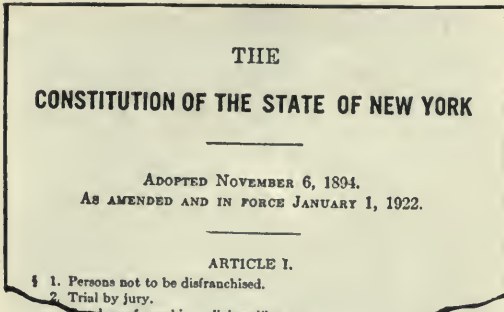 THE
CONSTITUTION OF THE STATE OF NEW YORK
ADOPTED NOVEMBER 6, 1894.
AS AMENDED AND IN FORCE JANUARY 1, 1922.
ARTICLE I.
§ 1. Persons not to be disfranchised.
2. Trial by jury.